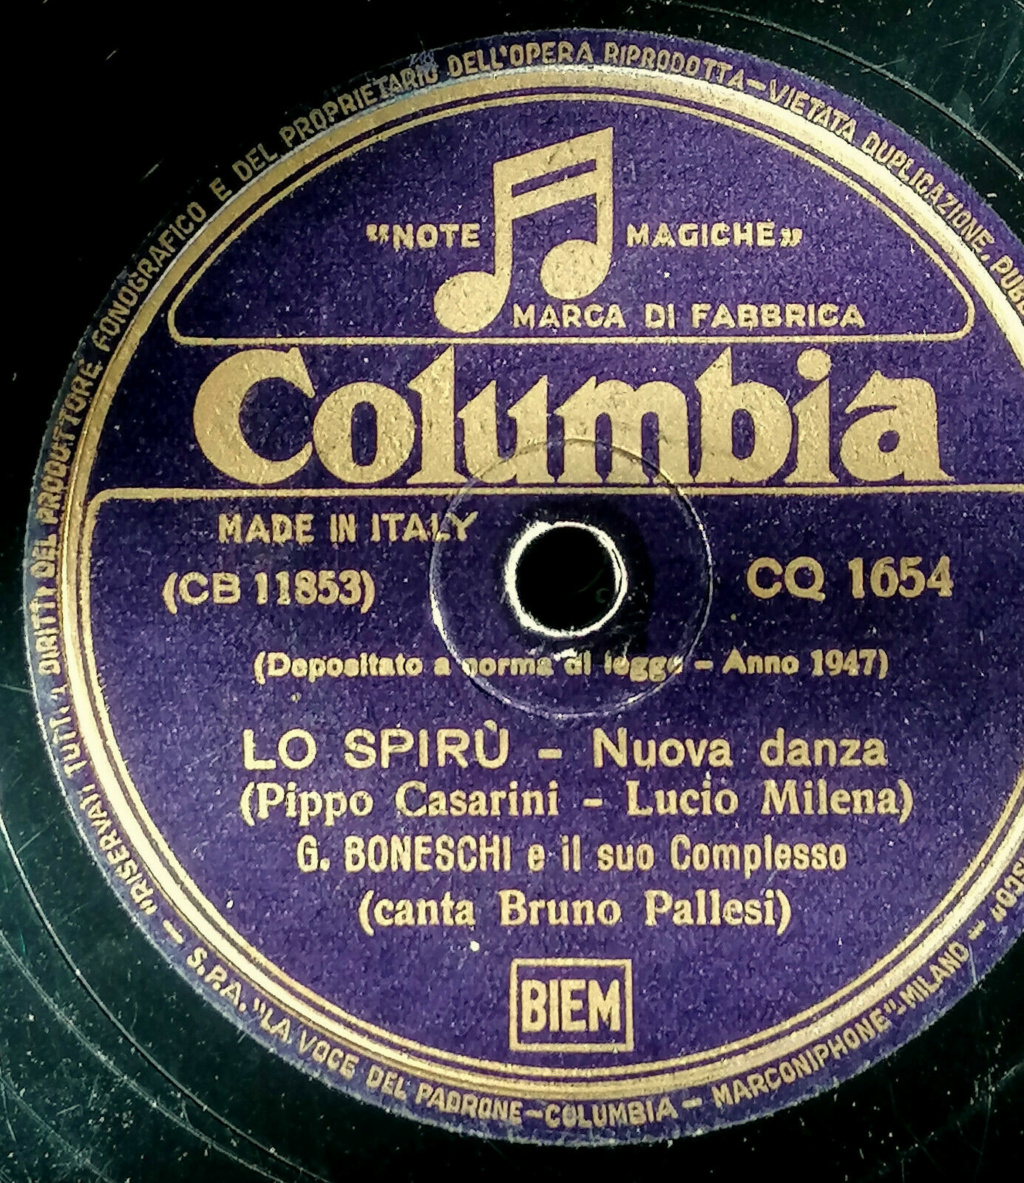 "RISERVATI TUTTI I DIRITTI DEL PRODUTTORE FONOGRAFICO E DEL PROPRIETARIO DELL'OPERA RIPRODOTTA-VIETATA DUPLICAZIONE,
"NOTE MAGICHE"
MARCA DI FABBRICA
Columbia
MADE IN ITALY
(CB 11853)
CQ 1654
(Depositato a norma di legge - Anno 1947)
LO SPIRÙ - Nuova danza
(Pippo Casarini - Lucio Milena)
G. BONESCHI e il suo Complesso
(canta Bruno Pallesi)
BIEM
- S.P.A. "LA VOCE DEL PADRONE-COLUMBIA - MARCONIPHONE"-MILANO -